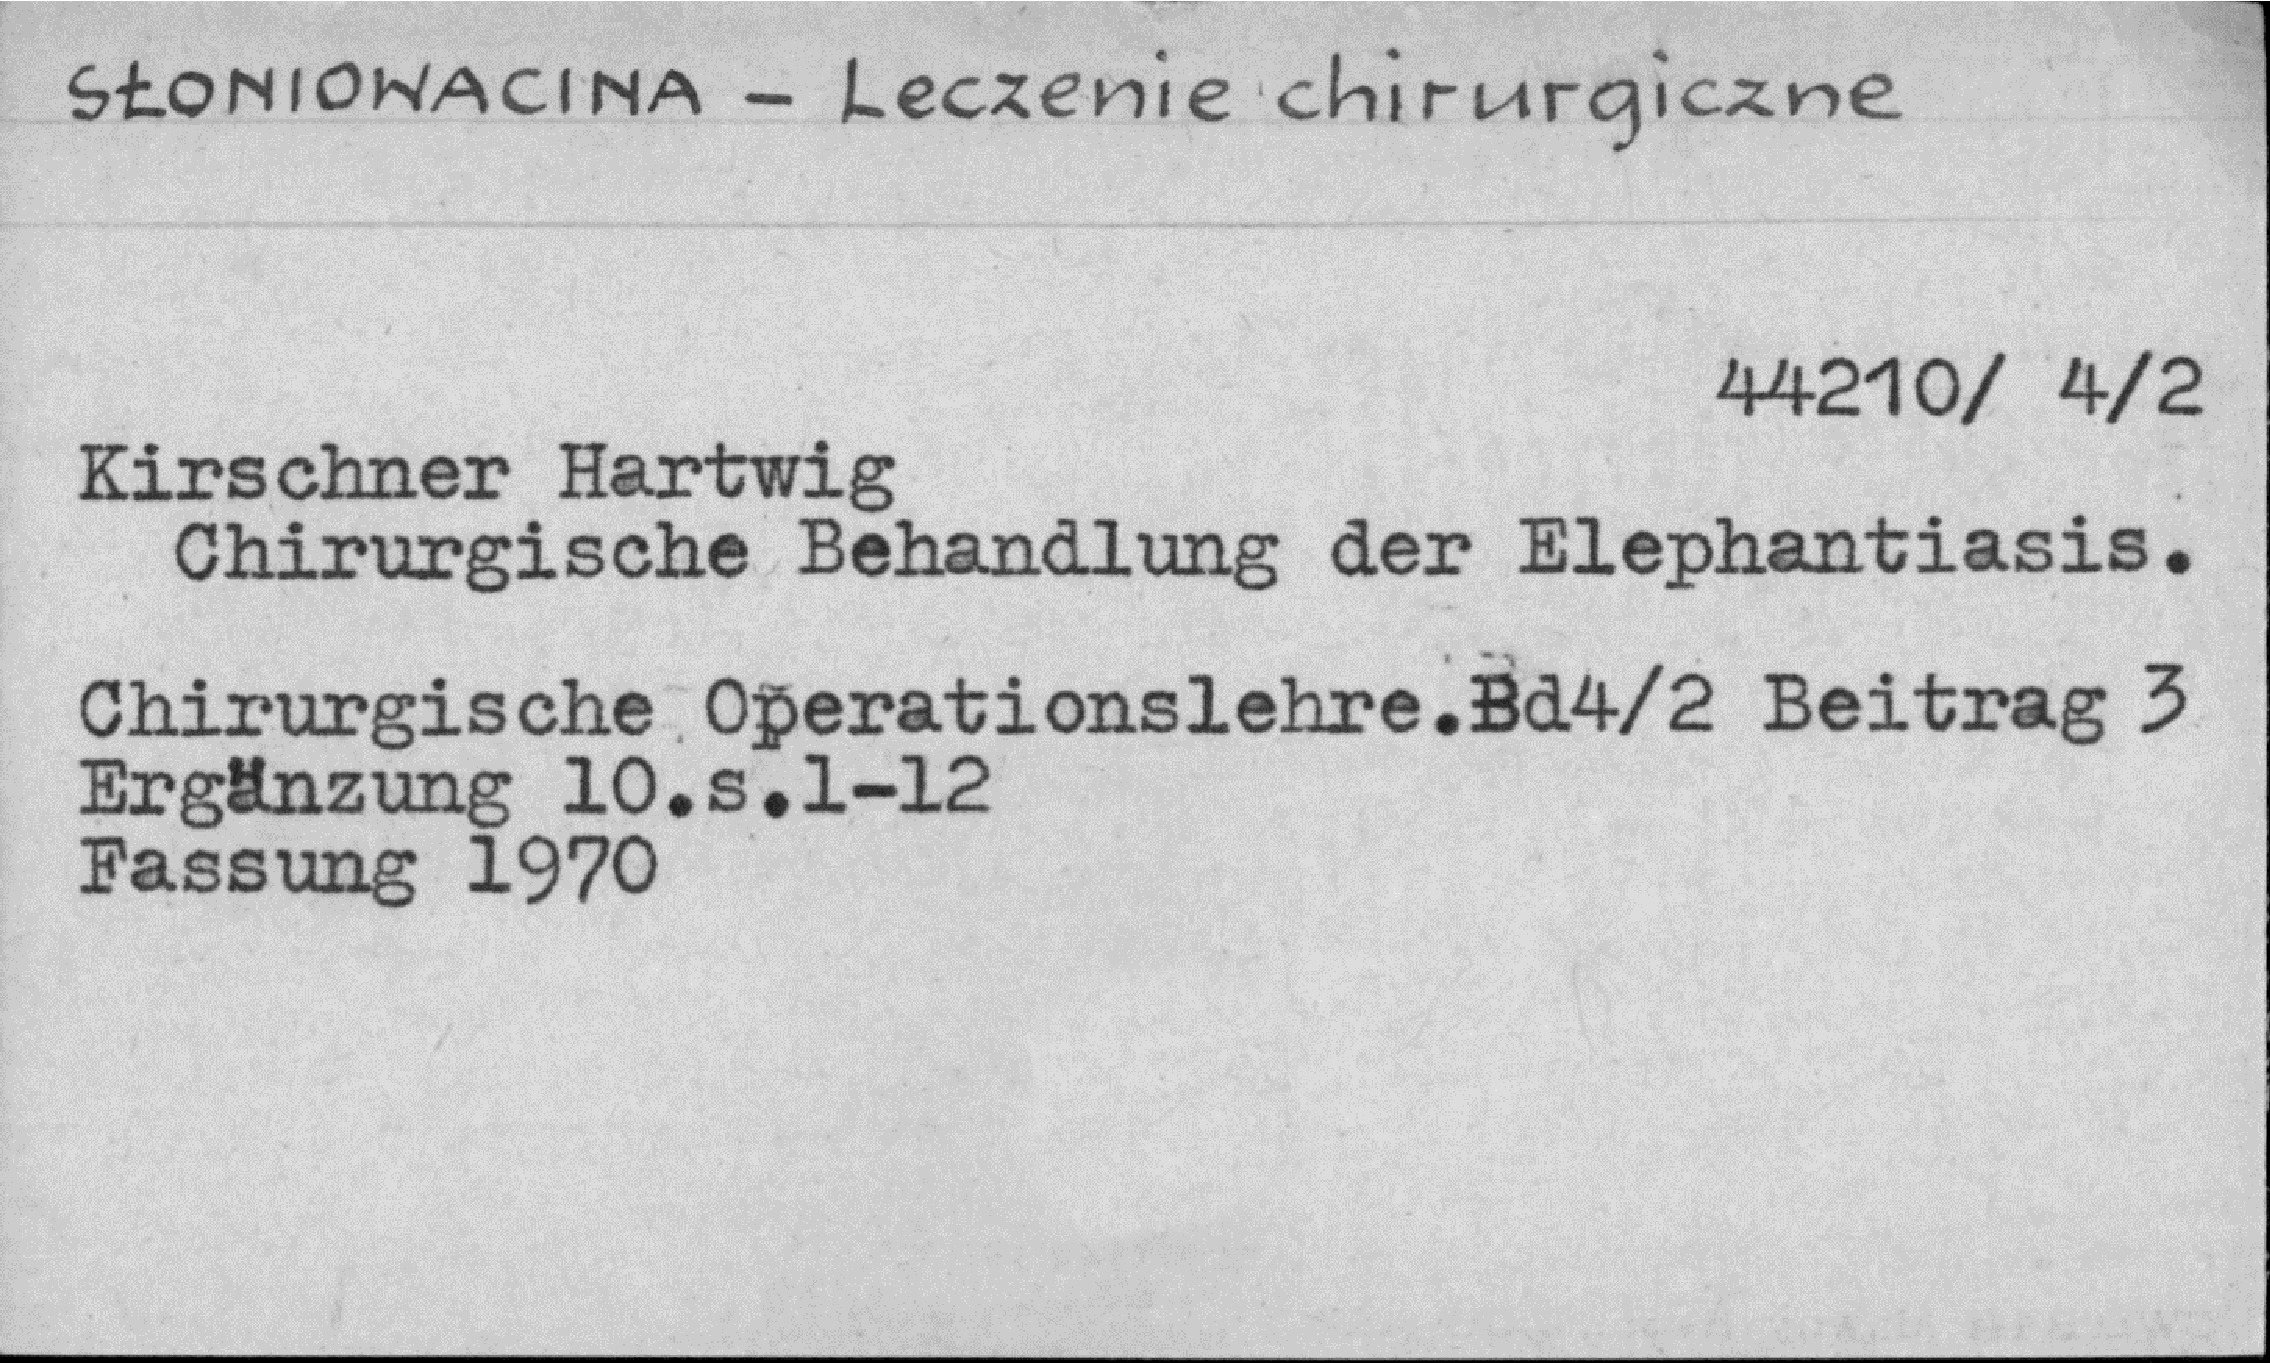 SŁONIOWACINA – Leczenie chirurgiczne
44210/ 4/2
Kirschner Hartwig
Chirurgische Behandlung der Elephantiasis.
Chirurgische Operationslehre.Bd4/2 Beitrag 3
Ergänzung 10.s.1-12
Fassung 1970